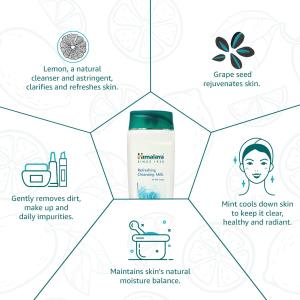 Lemon, a natural
cleanser and astringent,
clarifies and refreshes skin.
Grape seed
rejuvenates skin.
Himalaya
SINCE 1930
Refreshing
Cleansing Milk
Gently removes dirt,
make up and
daily impurities.
Mint cools down skin
to keep it clear,
healthy and radiant.
Maintains skin's natural
moisture balance.